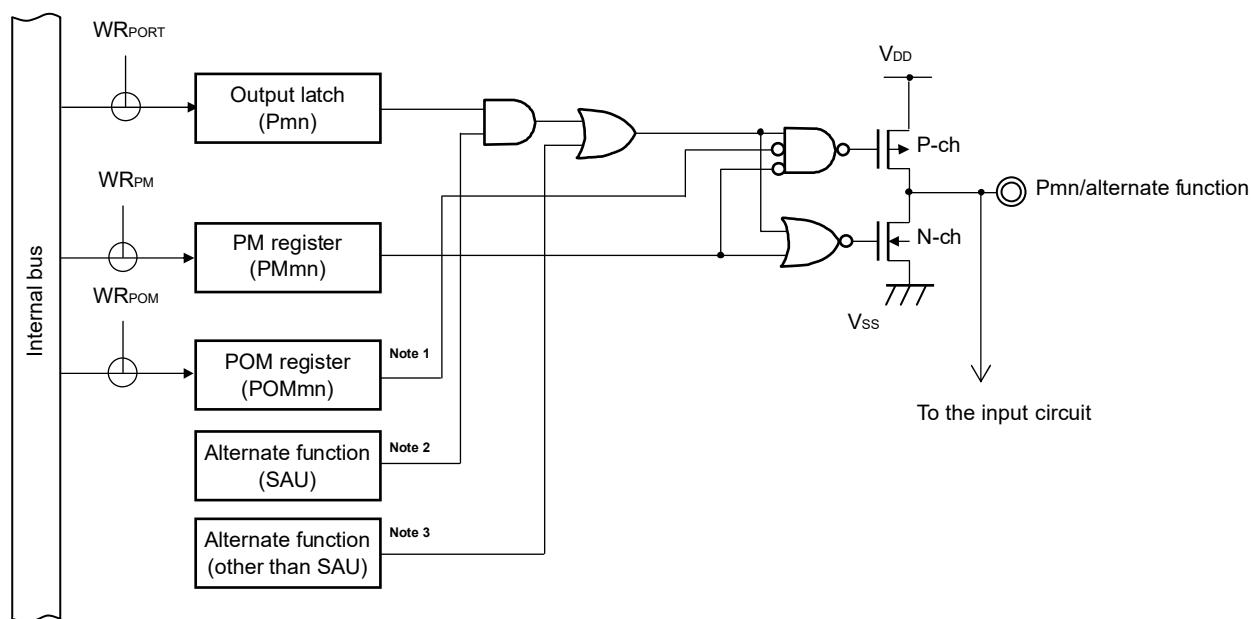 WRPORT
Output latch
(Pmn)
VDD
P-ch
Pmn/alternate function
WRPM
PM register
(PMmn)
N-ch
Internal bus
WRPOM
VSS
POM register
(POMmn)
Note 1
To the input circuit
Alternate function
(SAU)
Note 2
Alternate function
(other than SAU)
Note 3